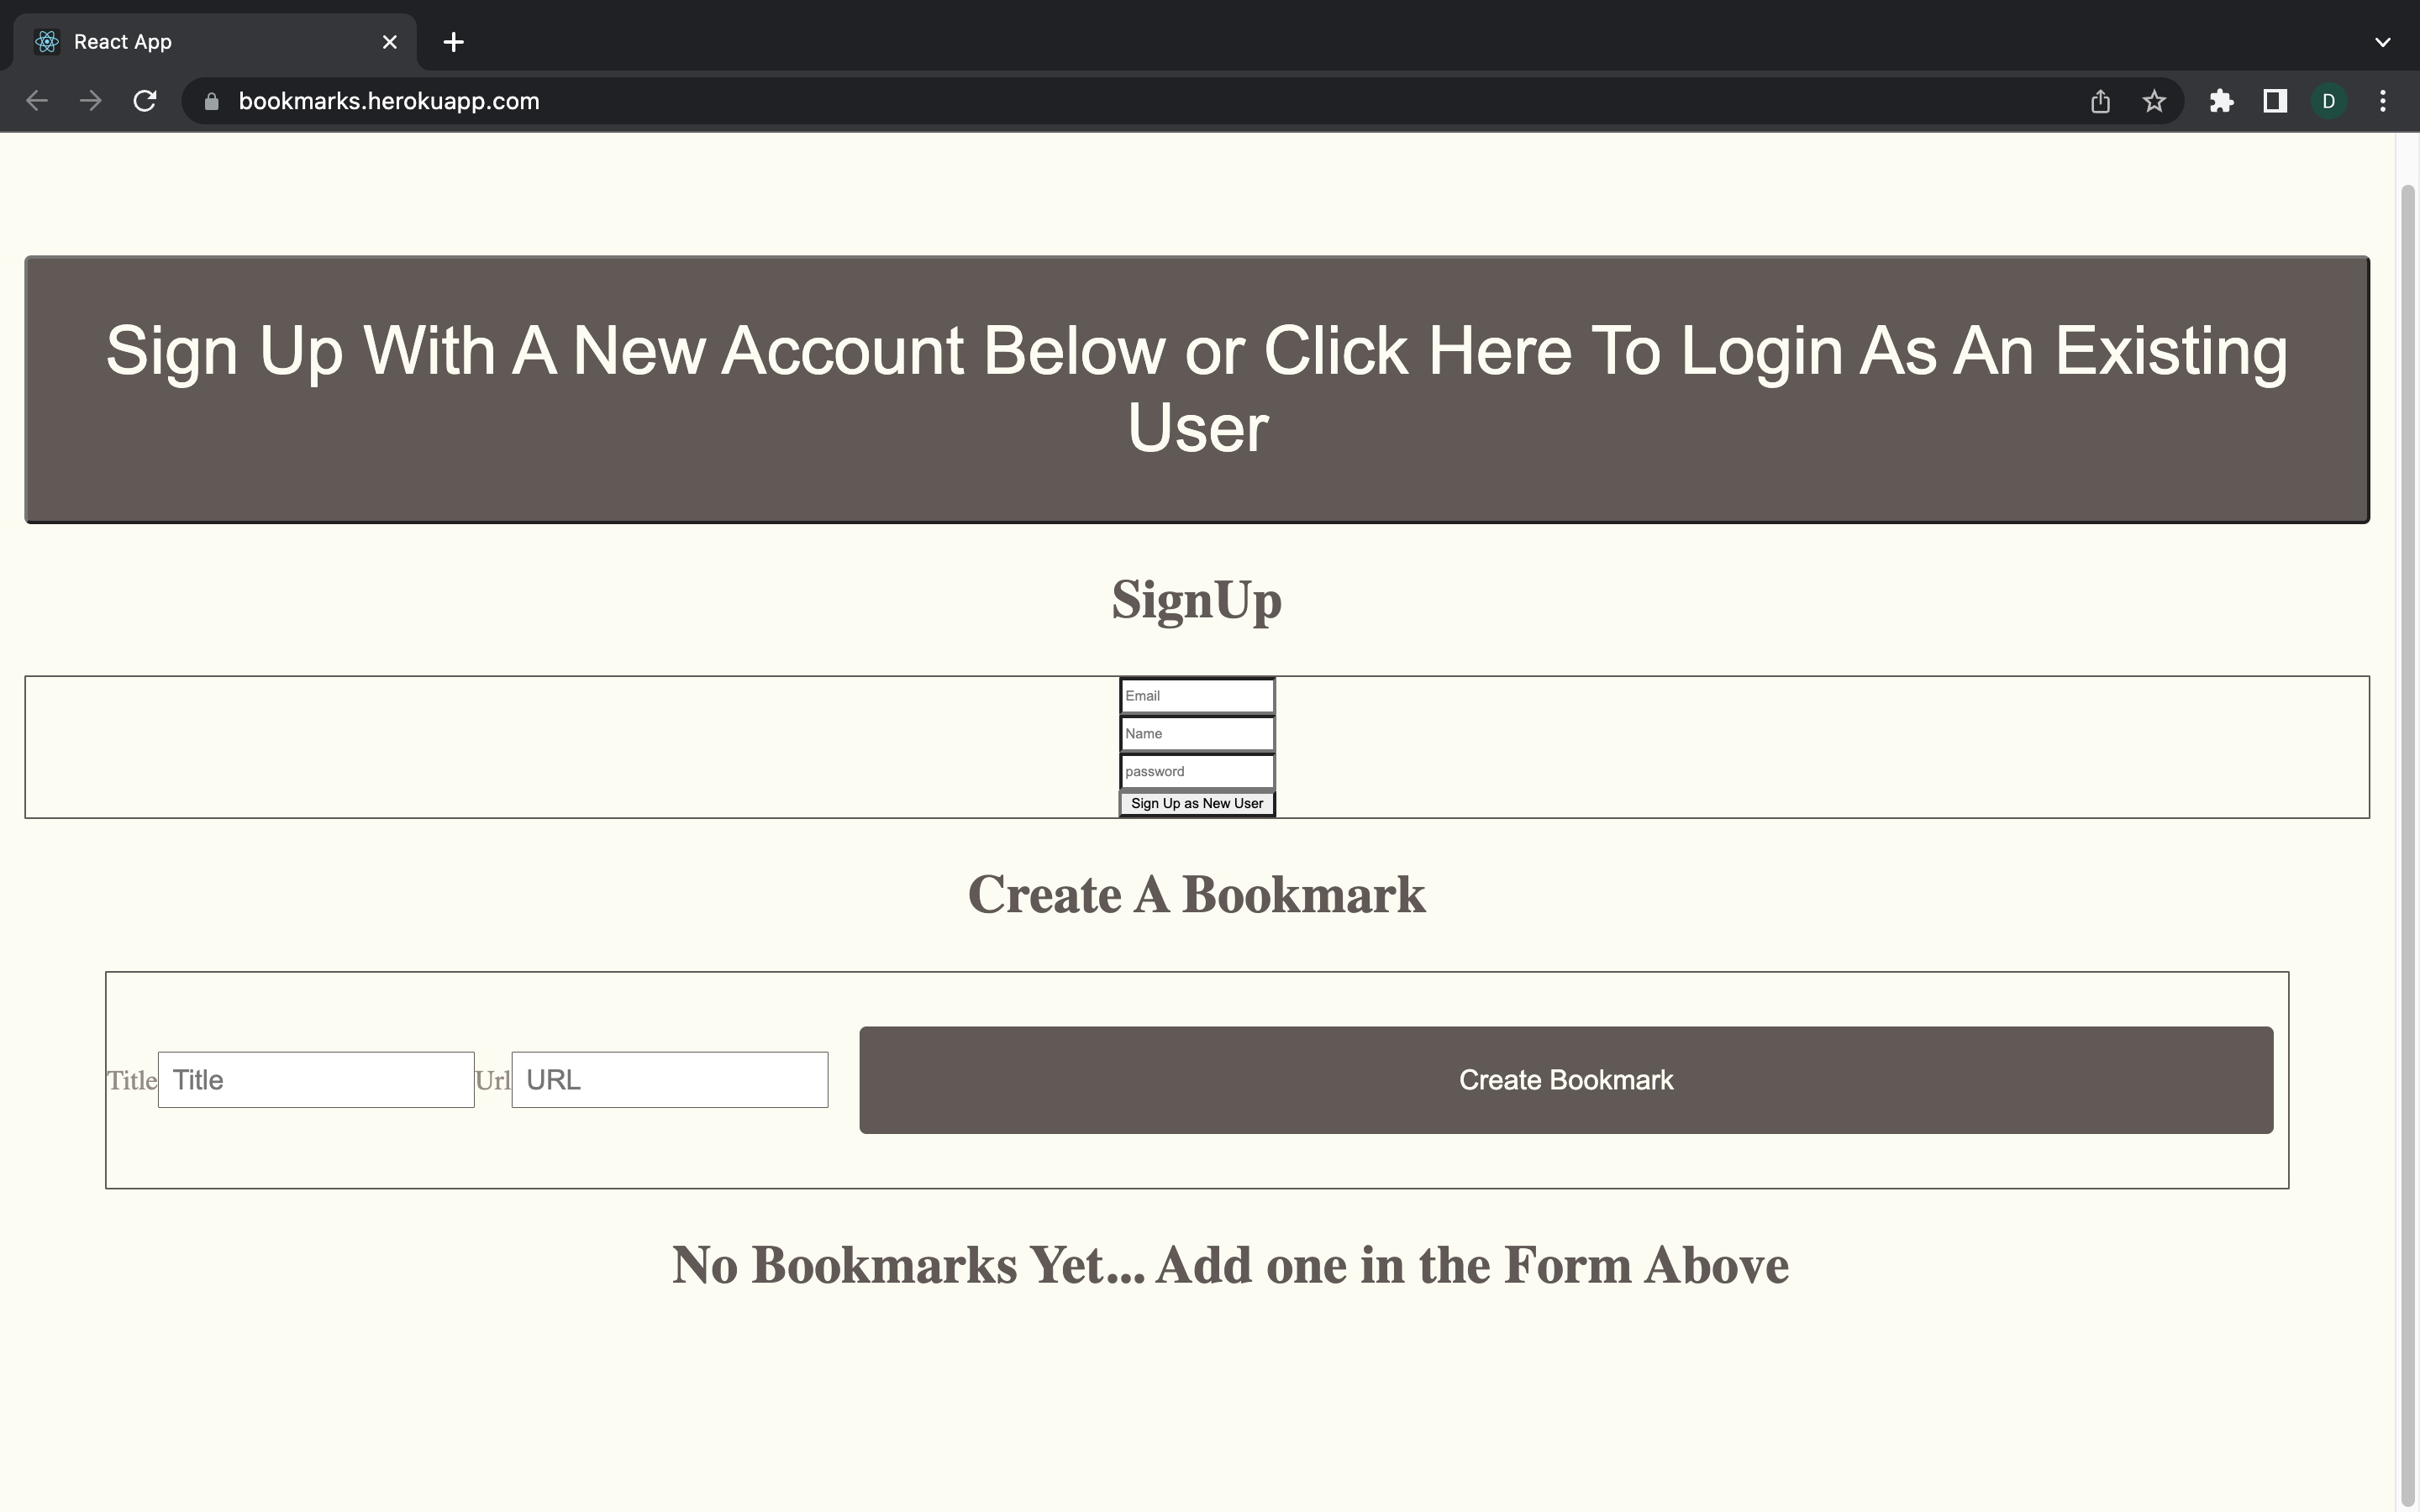 React App
bookmarks.herokuapp.com
D
Sign Up With A New Account Below or Click Here To Login As An Existing
User
SignUp
Email
Name
password
Sign Up as New User
Create A Bookmark
Title Title Url URL Create Bookmark
No Bookmarks Yet... Add one in the Form Above